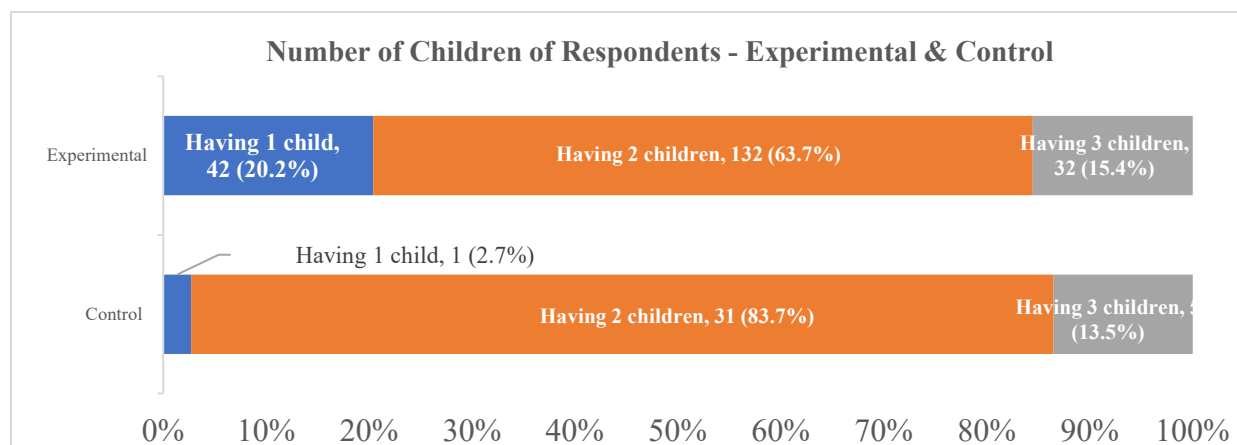 Number of Children of Respondents - Experimental & Control
Experimental
Having 1 child,
42 (20.2%)
Having 2 children, 132 (63.7%)
Having 3 children,
32 (15.4%)
Having 1 child, 1 (2.7%)
Control
Having 2 children, 31 (83.7%)
Having 3 children, 5
(13.5%)
0% 10% 20% 30% 40% 50% 60% 70% 80% 90% 100%